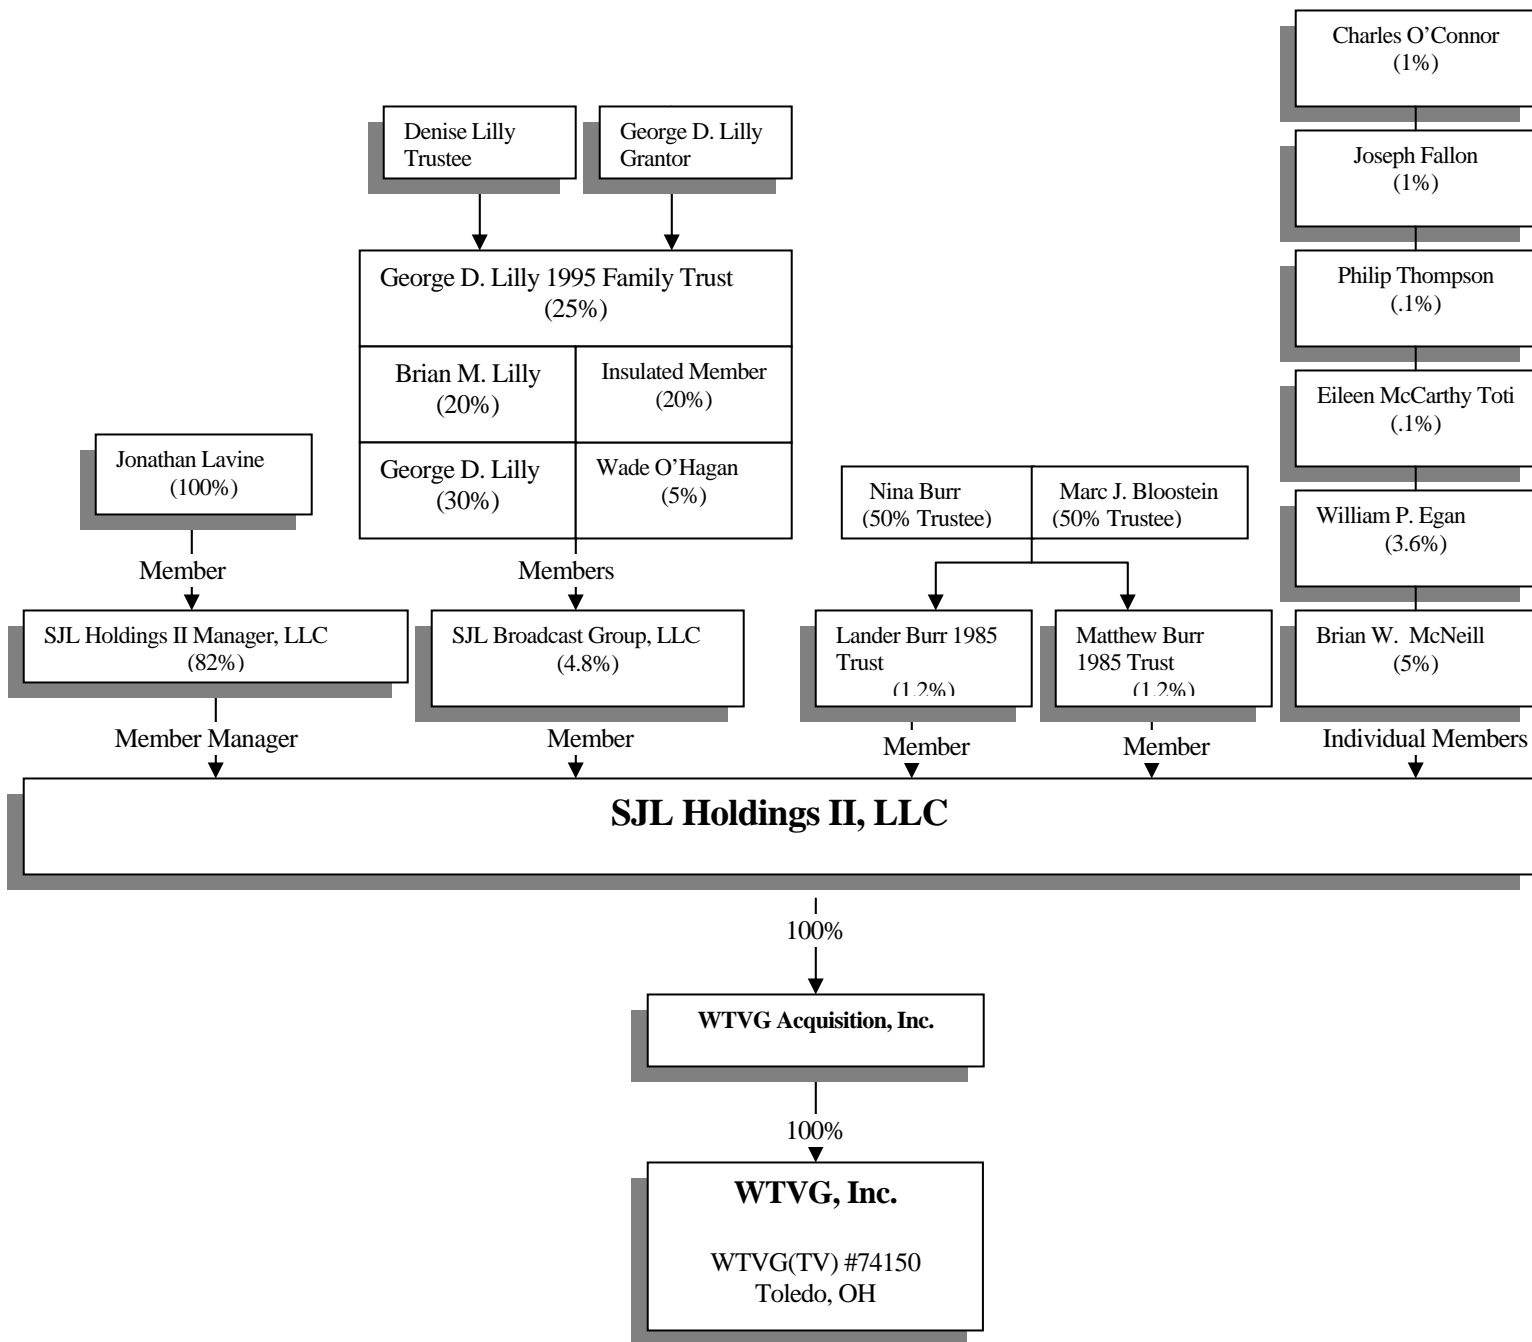 Charles O’Connor
(1%)
Denise Lilly
Trustee
George D. Lilly
Grantor
Joseph Fallon
(1%)
George D. Lilly 1995 Family Trust
(25%)
Philip Thompson
(.1%)
Brian M. Lilly
(20%)
Insulated Member
(20%)
Eileen McCarthy Toti
(.1%)
Jonathan Lavine
(100%)
George D. Lilly
(30%)
Wade O’Hagan
(5%)
Nina Burr
(50% Trustee)
Marc J. Bloostein
(50% Trustee)
William P. Egan
(3.6%)
Member
Members
SJL Holdings II Manager, LLC
(82%)
SJL Broadcast Group, LLC
(4.8%)
Lander Burr 1985
Trust
(1.2%)
Matthew Burr
1985 Trust
(1.2%)
Brian W. McNeill
(5%)
Member Manager
Member
Member
Member
Individual Members
SJL Holdings II, LLC
100%
WTVG Acquisition, Inc.
100%
WTVG, Inc.
WTVG(TV) #74150
Toledo, OH